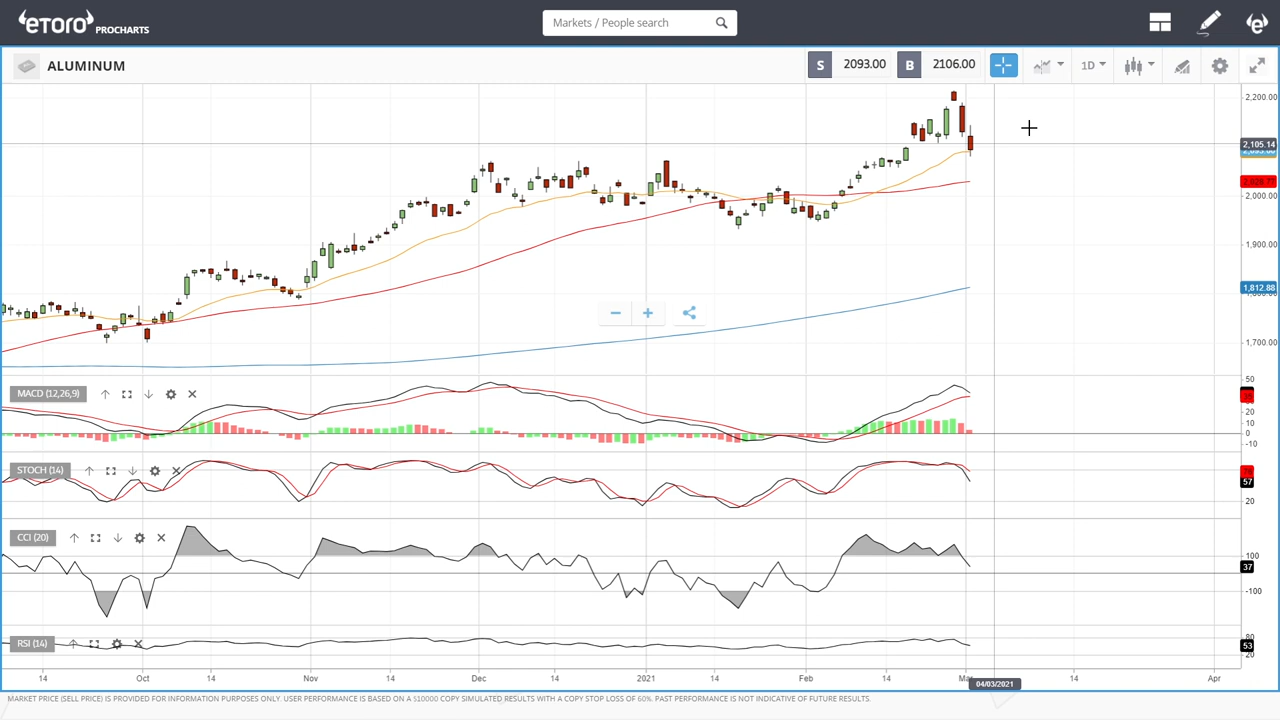 eToro PROCHARTS
Markets / People search
ALUMINUM
S 2093.00 B 2106.00
1D
2,200.00
2,105.14
2,000.00
1,900.00
1,812.88
1,700.00
MACD (12,26,9)
50
20
10
0
-10
STOCH (14)
57
20
CCI (20)
100
37
-100
RSI (14)
80
53
20
14 Oct 14 Nov 14 Dec 14 2021 14 Feb 14 Mar 14 Apr
04/03/2021
MARKET PRICE (SELL PRICE) IS PROVIDED FOR INFORMATION PURPOSES ONLY. USER PERFORMANCE IS BASED ON A $10000 COPY SIMULATED RESULTS WITH A COPY STOP LOSS OF 60%. PAST PERFORMANCE IS NOT INDICATIVE OF FUTURE RESULTS.